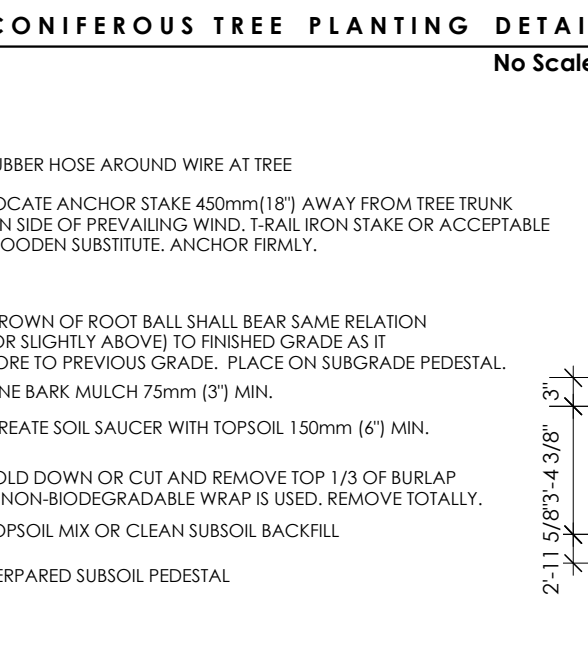 CONIFEROUS TREE PLANTING DETAI
No Scale
UBBER HOSE AROUND WIRE AT TREE
OCATE ANCHOR STAKE 450mm(18") AWAY FROM TREE TRUNK
N SIDE OF PREVAILING WIND. T-RAIL IRON STAKE OR ACCEPTABLE
OODEN SUBSTITUTE. ANCHOR FIRMLY.
ROWN OF ROOT BALL SHALL BEAR SAME RELATION
OR SLIGHTLY ABOVE) TO FINISHED GRADE AS IT
ORE TO PREVIOUS GRADE. PLACE ON SUBGRADE PEDESTAL.
NE BARK MULCH 75mm (3") MIN.
REATE SOIL SAUCER WITH TOPSOIL 150mm (6") MIN.
OLD DOWN OR CUT AND REMOVE TOP 1/3 OF BURLAP
NON-BIODEGRADABLE WRAP IS USED. REMOVE TOTALLY.
OPSOIL MIX OR CLEAN SUBSOIL BACKFILL
ERPARED SUBSOIL PEDESTAL
3"
3'-4 3/8"
2'-11 5/8"